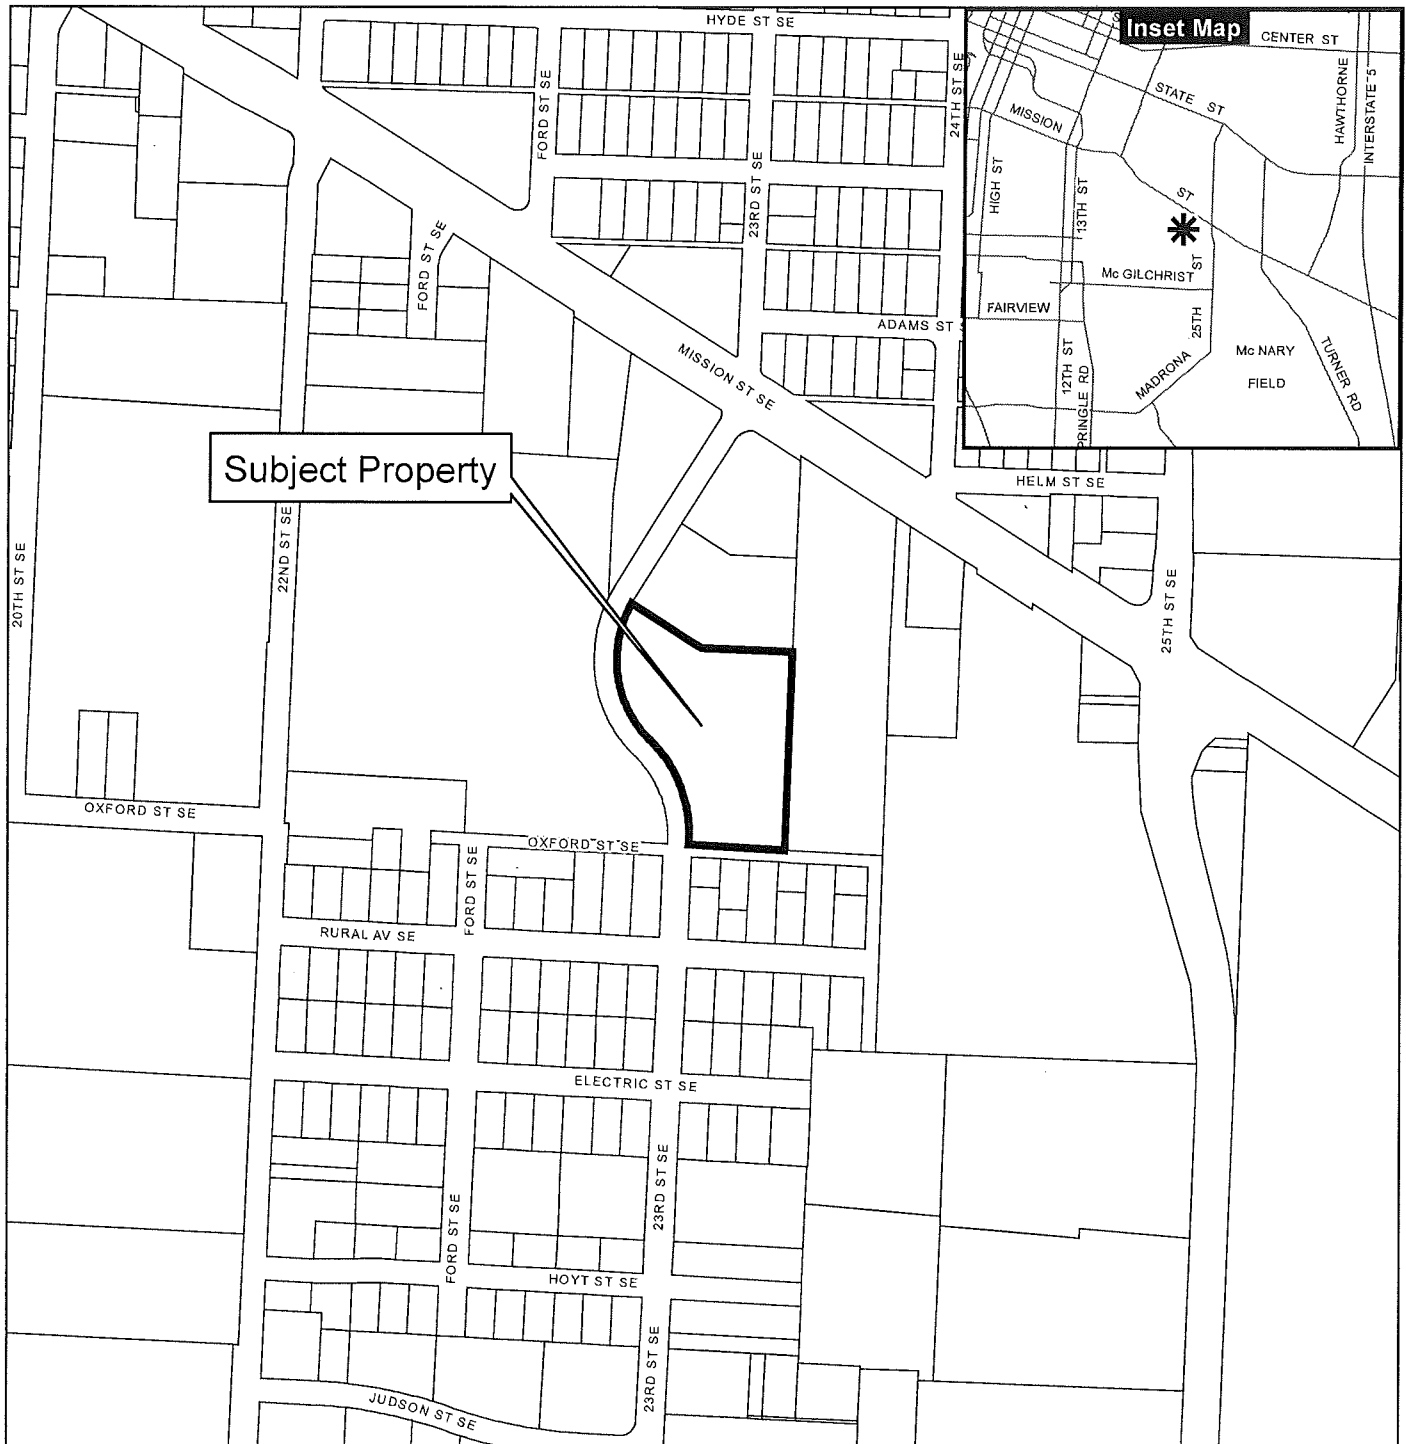 HYDE ST SE
FORD ST SE
23RD ST SE
24TH ST SE
Inset Map
CENTER ST
STATE ST
MISSION
ST
HAWTHORNE
INTERSTATE 5
HIGH ST
13TH ST
Mc GILCHRIST
ST
25TH
FAIRVIEW
12TH ST
PRINGLE RD
MADRONA
Mc NARY
FIELD
TURNER RD
FORD ST SE
ADAMS ST
MISSION ST SE
Subject Property
HELM ST SE
20TH ST SE
22ND ST SE
25TH ST SE
OXFORD ST SE
OXFORD ST SE
FORD ST SE
RURAL AV SE
ELECTRIC ST SE
23RD ST SE
FORD ST SE
HOYT ST SE
23RD ST SE
JUDSON ST SE